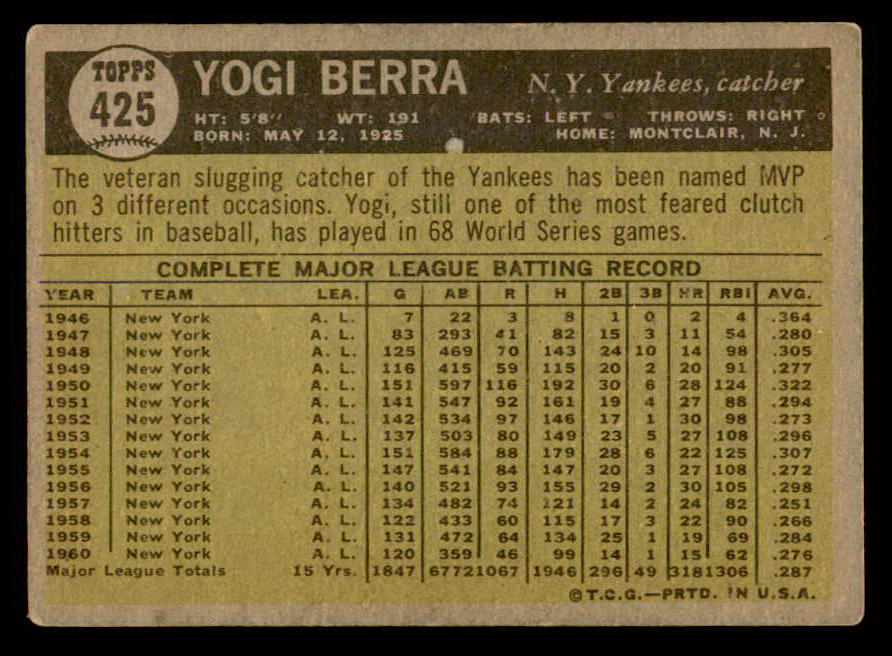 TOPPS
425
YOGI BERRA N. Y. Yankees, catcher
HT: 5'8" WT: 191 BATS: LEFT THROWS: RIGHT
BORN: MAY 12, 1925 HOME: MONTCLAIR, N. J.
The veteran slugging catcher of the Yankees has been named MVP
on 3 different occasions. Yogi, still one of the most feared clutch
hitters in baseball, has played in 68 World Series games.
COMPLETE MAJOR LEAGUE BATTING RECORD
YEAR TEAM LEA. G AB R H 2B 3B HR RBI AVG.
1946 New York A. L. 7 22 3 8 1 0 2 4 .364
1947 New York A. L. 83 293 41 82 15 3 11 54 .280
1948 New York A. L. 125 469 70 143 24 10 14 98 .305
1949 New York A. L. 116 415 59 115 20 2 20 91 .277
1950 New York A. L. 151 597 116 192 30 6 28 124 .322
1951 New York A. L. 141 547 92 161 19 4 27 88 .294
1952 New York A. L. 142 534 97 146 17 1 30 98 .273
1953 New York A. L. 137 503 80 149 23 5 27 108 .296
1954 New York A. L. 151 584 88 179 28 6 22 125 .307
1955 New York A. L. 147 541 84 147 20 3 27 108 .272
1956 New York A. L. 140 521 93 155 29 2 30 105 .298
1957 New York A. L. 134 482 74 121 14 2 24 82 .251
1958 New York A. L. 122 433 60 115 17 3 22 90 .266
1959 New York A. L. 131 472 64 134 25 1 19 69 .284
1960 New York A. L. 120 359 46 99 14 1 15 62 .276
Major League Totals 15 Yrs. 1847 6772 1067 1946 296 49 318 1306 .287
©T.C.G.—PRTD. IN U.S.A.